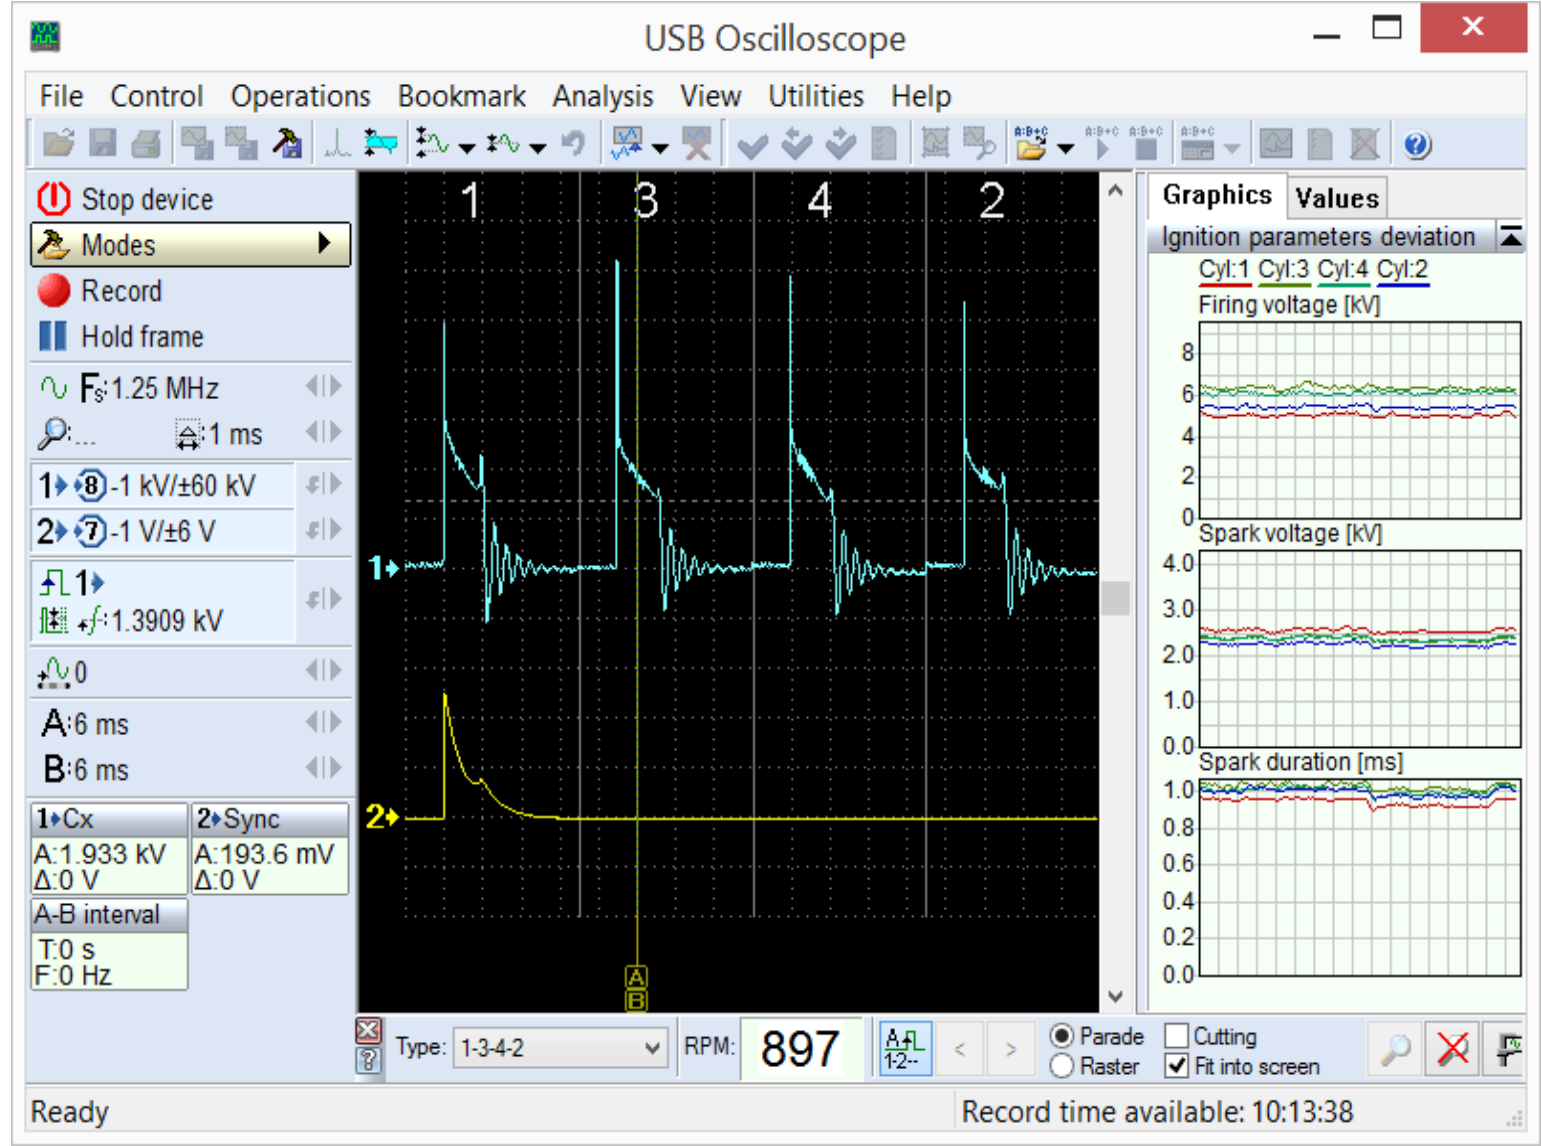 USB Oscilloscope
File Control Operations Bookmark Analysis View Utilities Help
A:B+C A:B+C A:B+C A:B+C
Stop device
Modes
Record
Hold frame
Fs:1.25 MHz
:... :1 ms
1 8 -1 kV/±60 kV
2 7 -1 V/±6 V
1
:1.3909 kV
0
A:6 ms
B:6 ms
1 Cx 2 Sync
A:1.933 kV A:193.6 mV
Δ:0 V Δ:0 V
A-B interval
T:0 s
F:0 Hz
1 3 4 2
1
2
A
B
Graphics Values
Ignition parameters deviation
Cyl:1 Cyl:3 Cyl:4 Cyl:2
Firing voltage [kV]
8
6
4
2
0
Spark voltage [kV]
4.0
3.0
2.0
1.0
0.0
Spark duration [ms]
1.0
0.8
0.6
0.4
0.2
0.0
Type: 1-3-4-2 RPM: 897 A 1-2-- < > Parade Cutting
Raster Fit into screen
Ready Record time available: 10:13:38